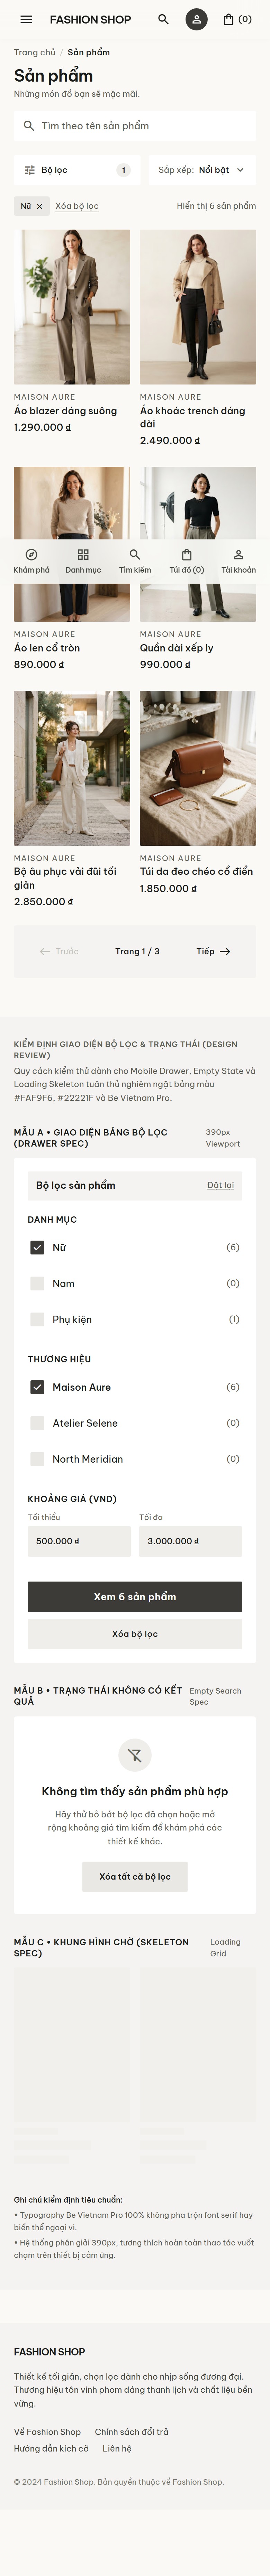 FASHION SHOP (0)
Trang chủ / Sản phẩm
Sản phẩm
Những món đồ bạn sẽ mặc mãi.
Tìm theo tên sản phẩm
Bộ lọc 1 Sắp xếp: Nổi bật
Nữ Xóa bộ lọc Hiển thị 6 sản phẩm
MAISON AURE
Áo blazer dáng suông
1.290.000 ₫
MAISON AURE
Áo khoác trench dáng
dài
2.490.000 ₫
Khám phá Danh mục Tìm kiếm Túi đồ (0) Tài khoản
MAISON AURE
Áo len cổ tròn
890.000 ₫
MAISON AURE
Quần dài xếp ly
990.000 ₫
MAISON AURE
Bộ âu phục vải đũi tối
giản
2.850.000 ₫
MAISON AURE
Túi da đeo chéo cổ điển
1.850.000 ₫
Trước Trang 1 / 3 Tiếp
KIỂM ĐỊNH GIAO DIỆN BỘ LỌC & TRẠNG THÁI (DESIGN
REVIEW)
Quy cách kiểm thử dành cho Mobile Drawer, Empty State và
Loading Skeleton tuân thủ nghiêm ngặt bảng màu
#FAF9F6, #22221F và Be Vietnam Pro.
MẪU A • GIAO DIỆN BẢNG BỘ LỌC
(DRAWER SPEC)
390px
Viewport
Bộ lọc sản phẩm Đặt lại
DANH MỤC
Nữ (6)
Nam (0)
Phụ kiện (1)
THƯƠNG HIỆU
Maison Aure (6)
Atelier Selene (0)
North Meridian (0)
KHOẢNG GIÁ (VND)
Tối thiểu Tối đa
500.000 ₫ 3.000.000 ₫
Xem 6 sản phẩm
Xóa bộ lọc
MẪU B • TRẠNG THÁI KHÔNG CÓ KẾT
QUẢ
Empty Search
Spec
Không tìm thấy sản phẩm phù hợp
Hãy thử bỏ bớt bộ lọc đã chọn hoặc mở
rộng khoảng giá tìm kiếm để khám phá các
thiết kế khác.
Xóa tất cả bộ lọc
MẪU C • KHUNG HÌNH CHỜ (SKELETON
SPEC)
Loading
Grid
Ghi chú kiểm định tiêu chuẩn:
• Typography Be Vietnam Pro 100% không pha trộn font serif hay
biến thể ngoại vi.
• Hệ thống phân giải 390px, tương thích hoàn toàn thao tác vuốt
chạm trên thiết bị cảm ứng.
FASHION SHOP
Thiết kế tối giản, chọn lọc dành cho nhịp sống đương đại.
Thương hiệu tôn vinh phom dáng thanh lịch và chất liệu bền
vững.
Về Fashion Shop Chính sách đổi trả
Hướng dẫn kích cỡ Liên hệ
© 2024 Fashion Shop. Bản quyền thuộc về Fashion Shop.